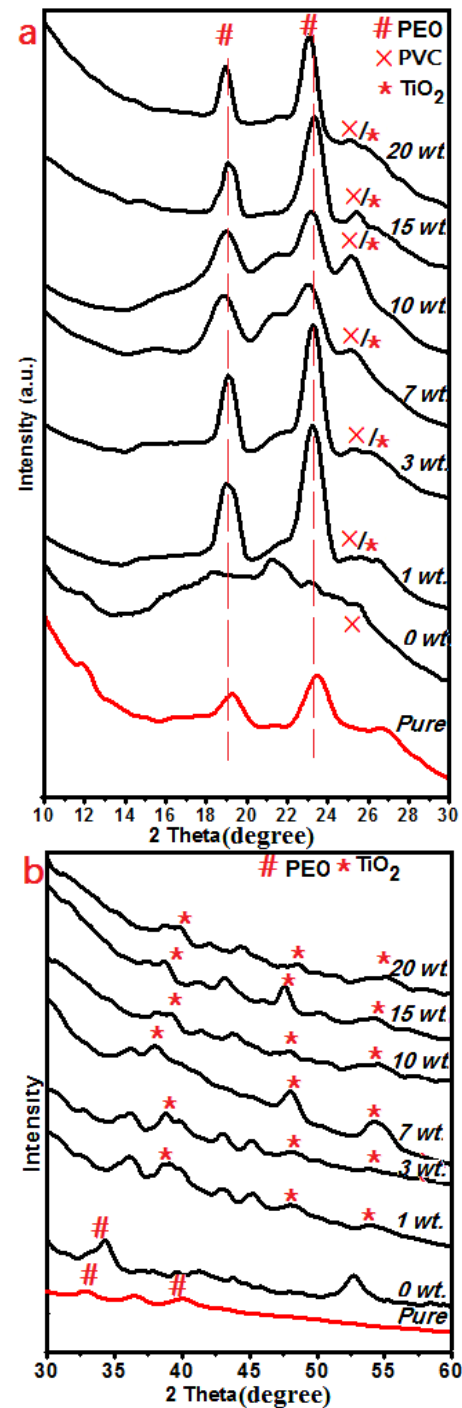 a
# #
# PEO
× PVC
* TiO2
×/*
20 wt.
×/*
15 wt.
×/*
10 wt.
×/*
7 wt.
×/*
3 wt.
×/*
1 wt.
0 wt.
×
Pure
Intensity (a.u.)
10 12 14 16 18 20 22 24 26 28 30
2 Theta(degree)
b
# PEO * TiO2
* * *
20 wt.
* * *
15 wt.
* * *
10 wt.
* * *
7 wt.
* * *
3 wt.
* * *
1 wt.
#
0 wt.
# #
Pure
Intensity
30 35 40 45 50 55 60
2 Theta(degree)